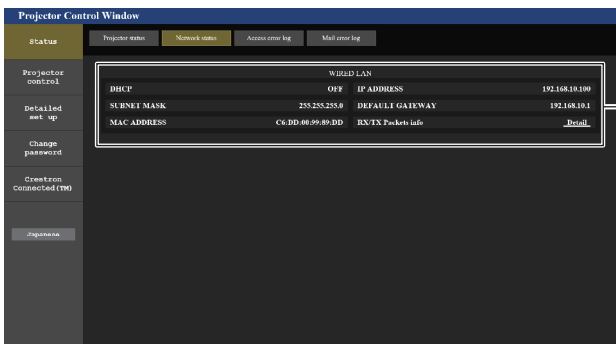 Projector Control Window
Status
Projector status
Network status
Access error log
Mail error log
Projector
control
Detailed
set up
Change
password
Crestron
Connected(TM)
Japanese
WIRED LAN
DHCP OFF IP ADDRESS 192.168.10.100
SUBNET MASK 255.255.255.0 DEFAULT GATEWAY 192.168.10.1
MAC ADDRESS C6:DD:00:99:89:DD RX/TX Packets info Detail